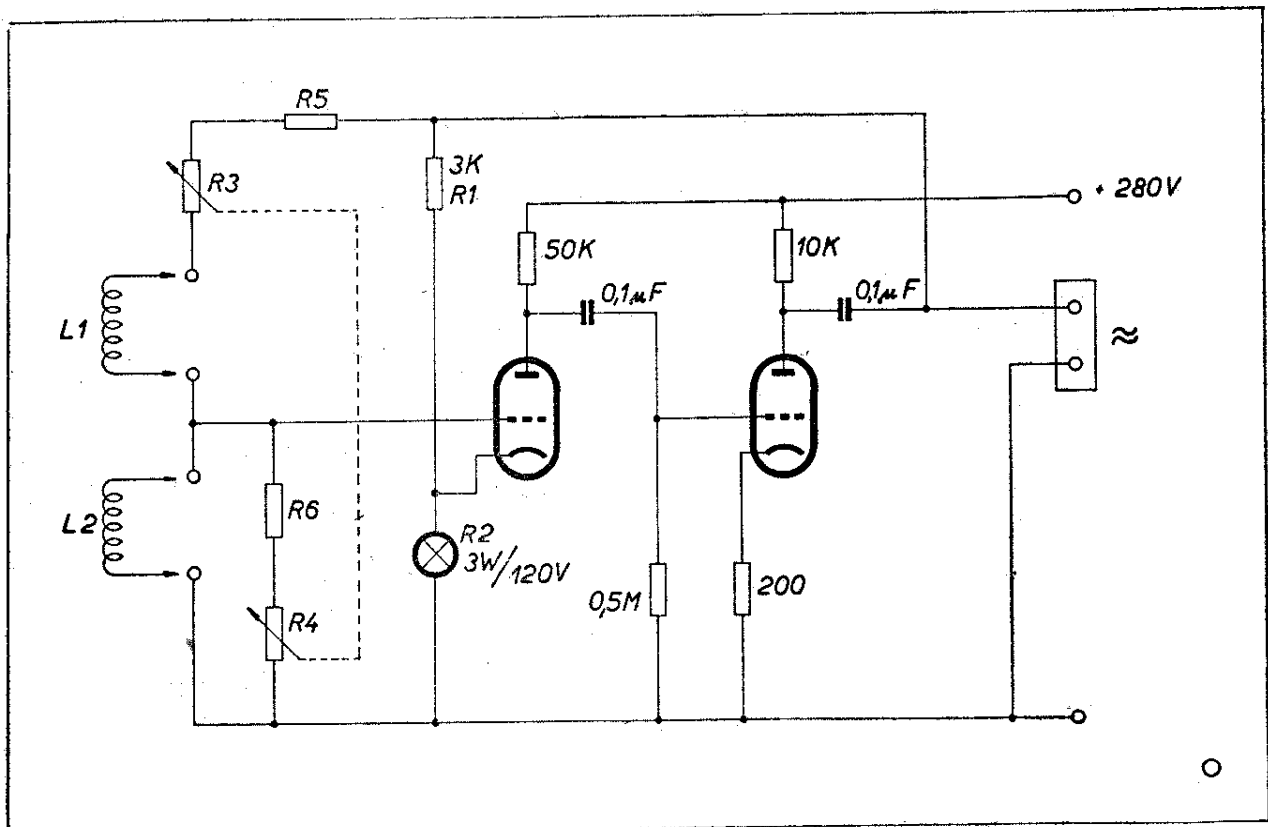 R5
3K
R1
R3
+ 280V
50K
10K
0,1µF
0,1µF
L1
≈
L2
R6
R2
3W/120V
R4
0,5M
200